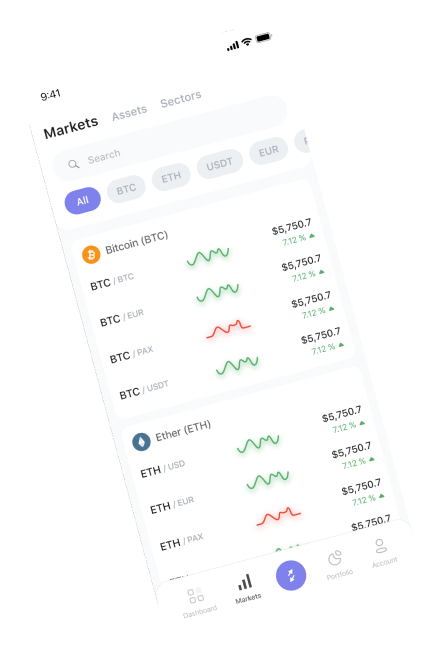 9:41
Markets Assets Sectors
Search
All BTC ETH USDT EUR
Bitcoin (BTC)
BTC / BTC $5,750.7
7.12 %
BTC / EUR $5,750.7
7.12 %
BTC / PAX $5,750.7
7.12 %
BTC / USDT $5,750.7
7.12 %
Ether (ETH)
ETH / USD $5,750.7
7.12 %
ETH / EUR $5,750.7
7.12 %
ETH / PAX $5,750.7
7.12 %
$5,750.7
Dashboard Markets Portfolio Account